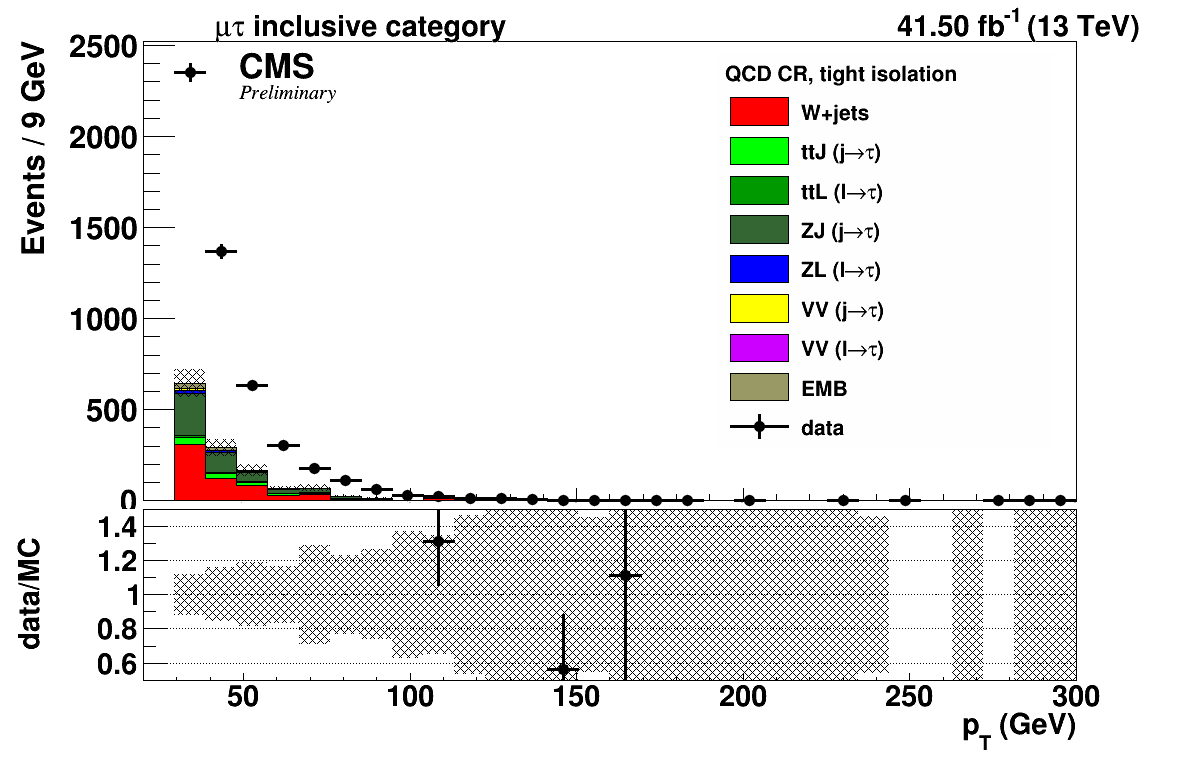 μτ inclusive category
41.50 fb⁻¹ (13 TeV)
CMS
Preliminary
Events / 9 GeV
2500
2000
1500
1000
500
0
QCD CR, tight isolation
W+jets
ttJ (j→τ)
ttL (l→τ)
ZJ (j→τ)
ZL (l→τ)
VV (j→τ)
VV (l→τ)
EMB
data
data/MC
1.4
1.2
1
0.8
0.6
50 100 150 200 250 300
p_T (GeV)